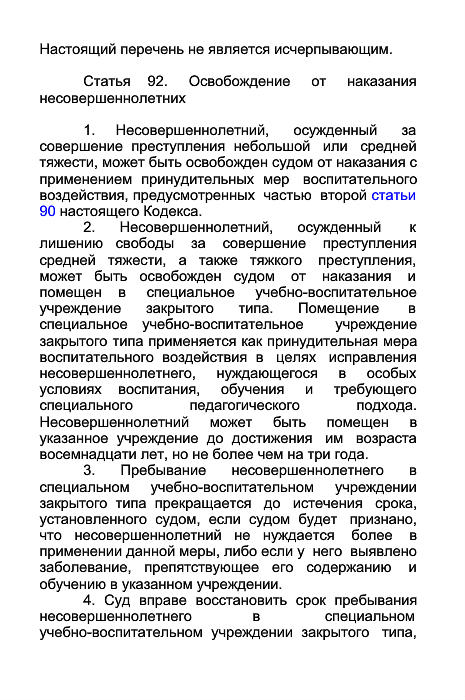 Настоящий перечень не является исчерпывающим.
Статья 92. Освобождение от наказания
несовершеннолетних
1. Несовершеннолетний, осужденный за
совершение преступления небольшой или средней
тяжести, может быть освобожден судом от наказания с
применением принудительных мер воспитательного
воздействия, предусмотренных частью второй статьи
90 настоящего Кодекса.
2. Несовершеннолетний, осужденный к
лишению свободы за совершение преступления
средней тяжести, а также тяжкого преступления,
может быть освобожден судом от наказания и
помещен в специальное учебно-воспитательное
учреждение закрытого типа. Помещение в
специальное учебно-воспитательное учреждение
закрытого типа применяется как принудительная мера
воспитательного воздействия в целях исправления
несовершеннолетнего, нуждающегося в особых
условиях воспитания, обучения и требующего
специального педагогического подхода.
Несовершеннолетний может быть помещен в
указанное учреждение до достижения им возраста
восемнадцати лет, но не более чем на три года.
3. Пребывание несовершеннолетнего в
специальном учебно-воспитательном учреждении
закрытого типа прекращается до истечения срока,
установленного судом, если судом будет признано,
что несовершеннолетний не нуждается более в
применении данной меры, либо если у него выявлено
заболевание, препятствующее его содержанию и
обучению в указанном учреждении.
4. Суд вправе восстановить срок пребывания
несовершеннолетнего в специальном
учебно-воспитательном учреждении закрытого типа,